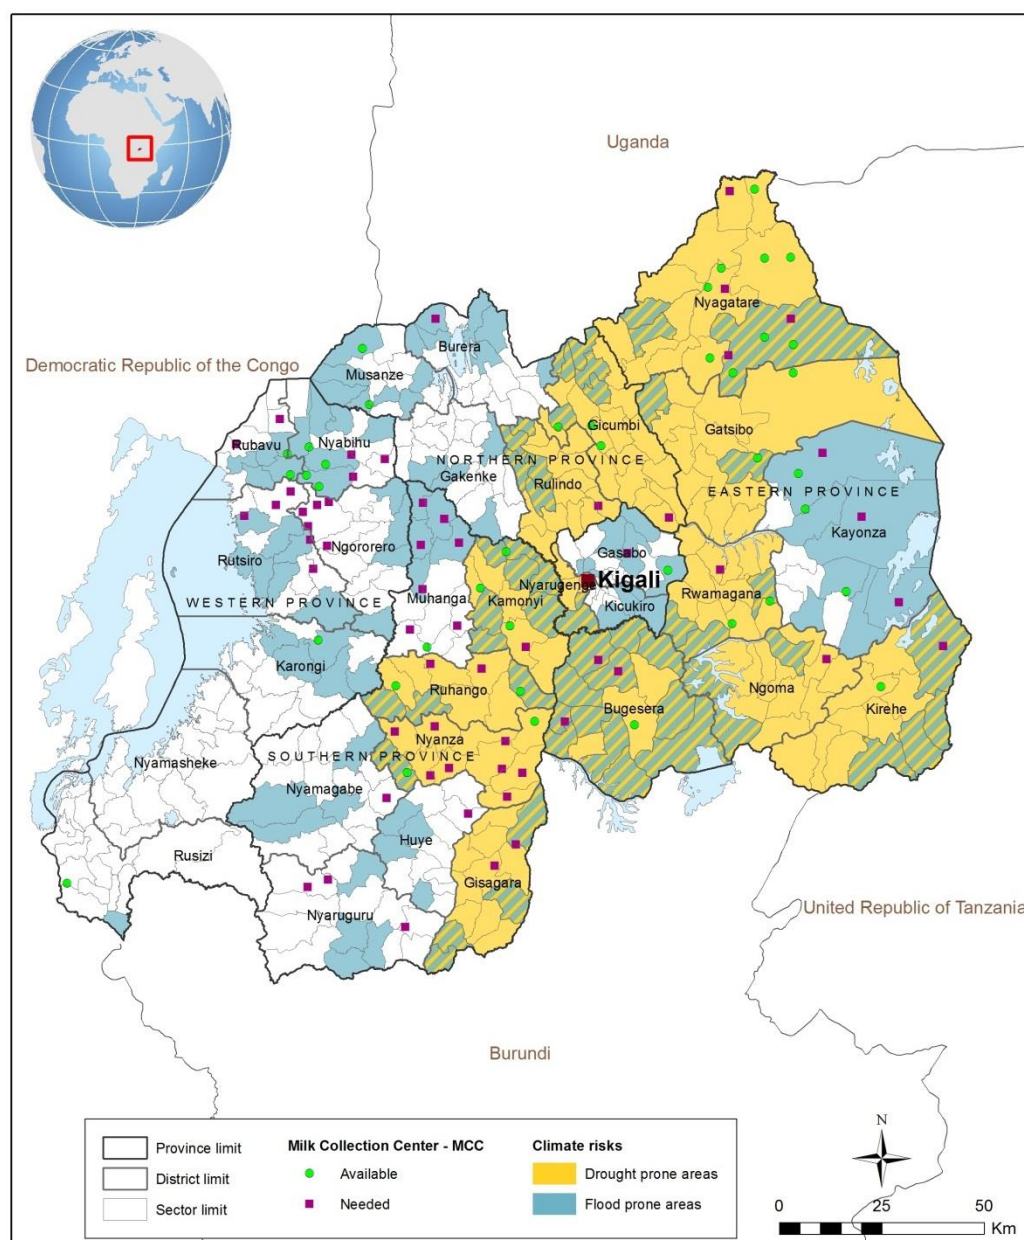 Uganda
Democratic Republic of the Congo
Nyagatare
Burera
Musanze
Gicumbi
Gatsibo
Rubavu
Nyabihu
NORTHERN PROVINCE
Gakenke
Rulindo
EASTERN PROVINCE
Kayonza
Rutsiro
Ngororero
Gasabo
Nyarugenge
Kigali
Kicukiro
Rwamagana
WESTERN PROVINCE
Muhanga
Kamonyi
Karongi
Ruhango
Bugesera
Ngoma
Kirehe
Nyanza
SOUTHERN PROVINCE
Nyamasheke
Nyamagabe
Huye
Rusizi
Gisagara
Nyaruguru
United Republic of Tanzania
Burundi
Province limit
District limit
Sector limit
Milk Collection Center - MCC
Available
Needed
Climate risks
Drought prone areas
Flood prone areas
N
0 25 50
Km